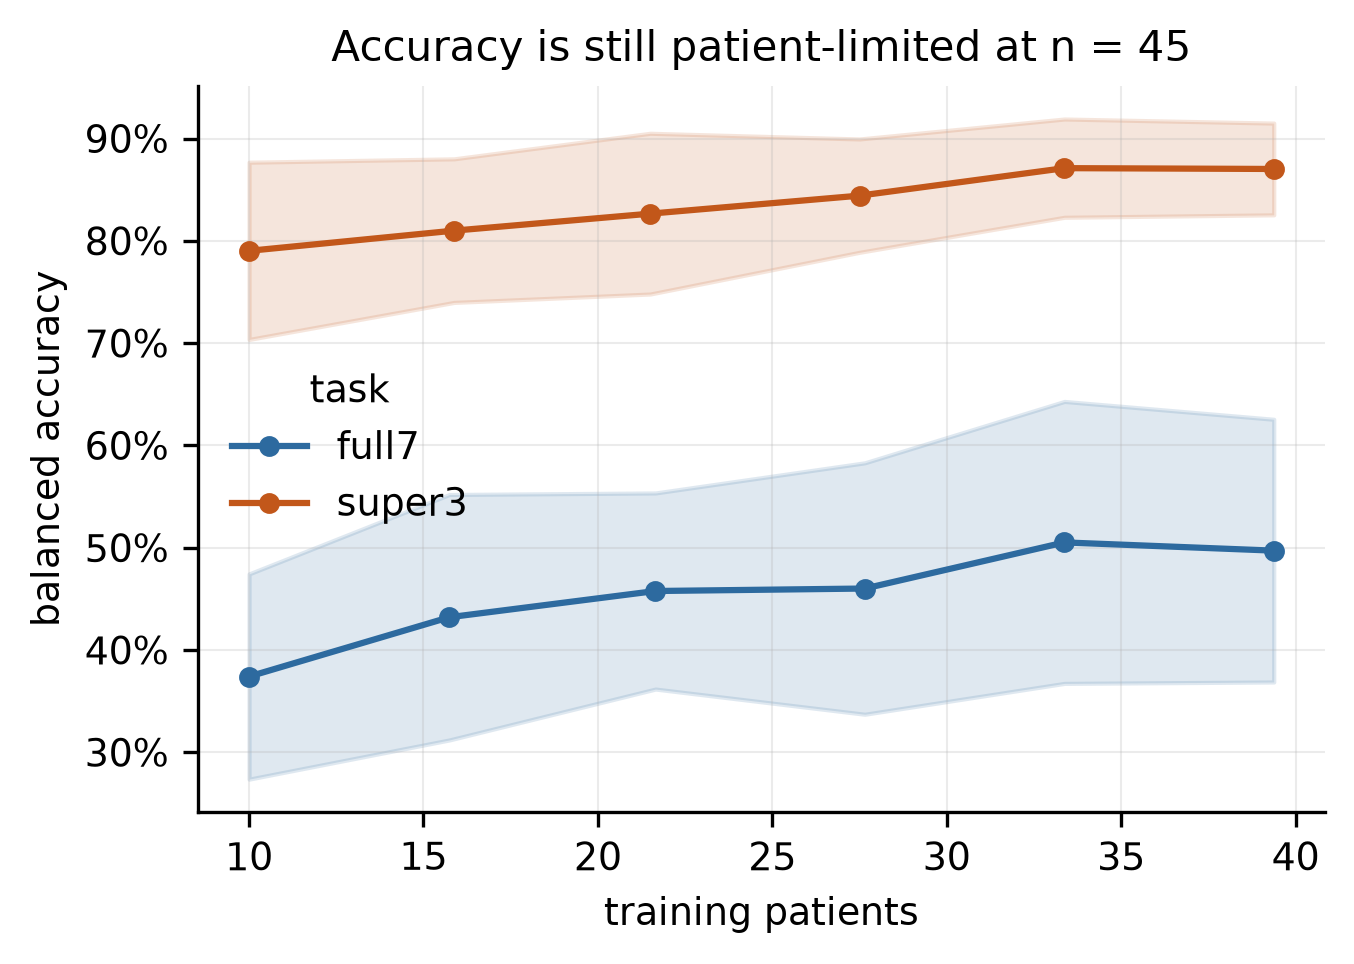 Accuracy is still patient-limited at n = 45
balanced accuracy
90%
80%
70%
60%
50%
40%
30%
task
full7
super3
10 15 20 25 30 35 40
training patients